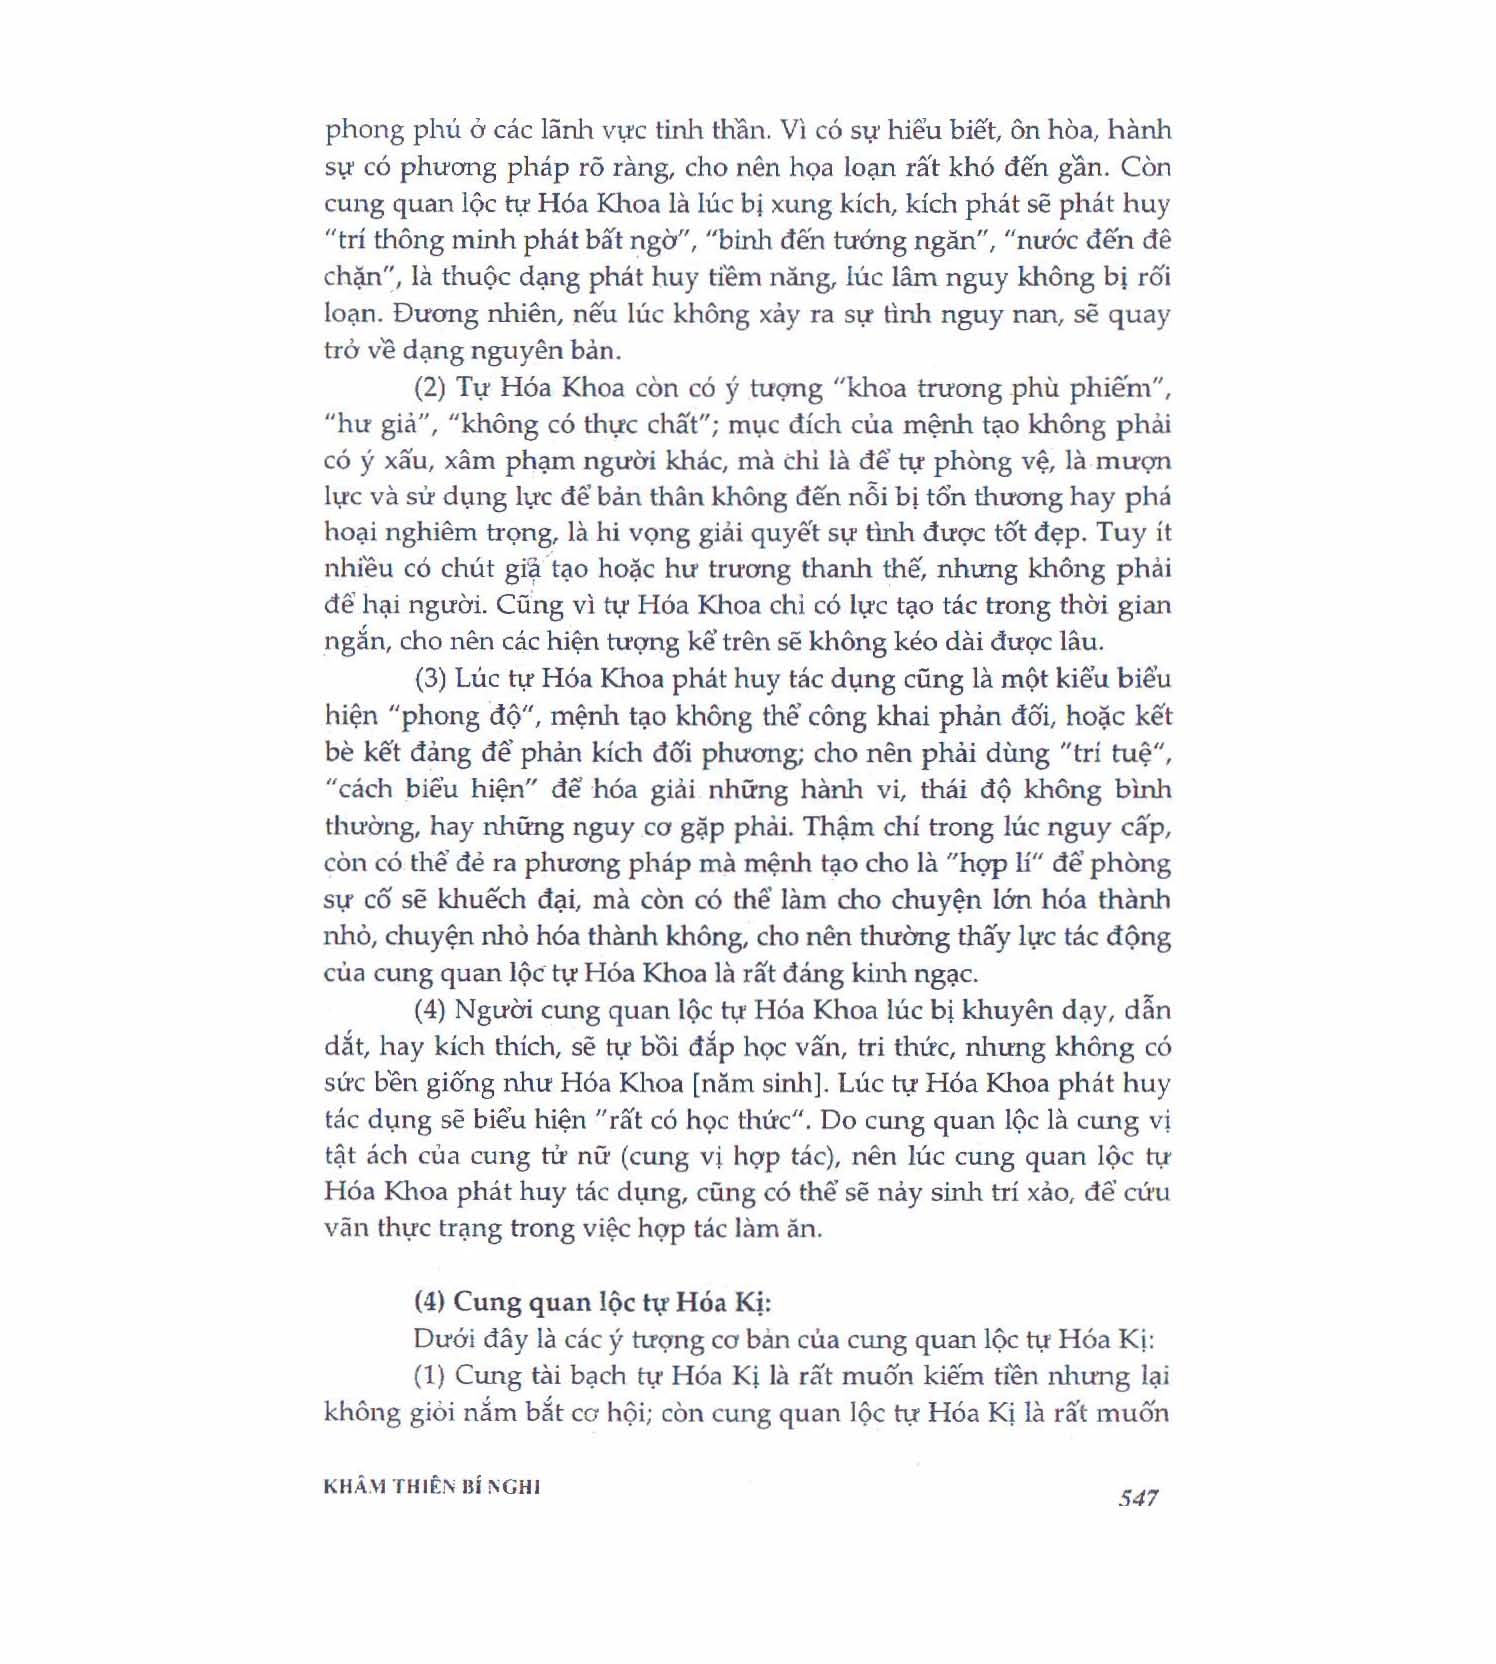 phong phú ở các lãnh vực tinh thần. Vì có sự hiểu biết, ôn hòa, hành
sự có phương pháp rõ ràng, cho nên họa loạn rất khó đến gần. Còn
cung quan lộc tự Hóa Khoa là lúc bị xung kích, kích phát sẽ phát huy
"trí thông minh phát bất ngờ", "binh đến tướng ngăn", "nước đến đê
chặn", là thuộc dạng phát huy tiềm năng, lúc lâm nguy không bị rối
loạn. Đương nhiên, nếu lúc không xảy ra sự tình nguy nan, sẽ quay
trở về dạng nguyên bản.
(2) Tự Hóa Khoa còn có ý tượng "khoa trương phù phiếm",
"hư giả", "không có thực chất"; mục đích của mệnh tạo không phải
có ý xấu, xâm phạm người khác, mà chỉ là để tự phòng vệ, là mượn
lực và sử dụng lực để bản thân không đến nỗi bị tổn thương hay phá
hoại nghiêm trọng, là hi vọng giải quyết sự tình được tốt đẹp. Tuy ít
nhiều có chút giả tạo hoặc hư trương thanh thế, nhưng không phải
để hại người. Cũng vì tự Hóa Khoa chỉ có lực tạo tác trong thời gian
ngắn, cho nên các hiện tượng kể trên sẽ không kéo dài được lâu.
(3) Lúc tự Hóa Khoa phát huy tác dụng cũng là một kiểu biểu
hiện "phong độ", mệnh tạo không thể công khai phản đối, hoặc kết
bè kết đảng để phản kích đối phương; cho nên phải dùng "trí tuệ",
"cách biểu hiện" để hóa giải những hành vi, thái độ không bình
thường, hay những nguy cơ gặp phải. Thậm chí trong lúc nguy cấp,
còn có thể đẻ ra phương pháp mà mệnh tạo cho là "hợp lí" để phòng
sự cố sẽ khuếch đại, mà còn có thể làm cho chuyện lớn hóa thành
nhỏ, chuyện nhỏ hóa thành không, cho nên thường thấy lực tác động
của cung quan lộc tự Hóa Khoa là rất đáng kinh ngạc.
(4) Người cung quan lộc tự Hóa Khoa lúc bị khuyên dạy, dẫn
dắt, hay kích thích, sẽ tự bồi đắp học vấn, tri thức, nhưng không có
sức bền giống như Hóa Khoa [năm sinh]. Lúc tự Hóa Khoa phát huy
tác dụng sẽ biểu hiện "rất có học thức". Do cung quan lộc là cung vị
tật ách của cung tử nữ (cung vị hợp tác), nên lúc cung quan lộc tự
Hóa Khoa phát huy tác dụng, cũng có thể sẽ nảy sinh trí xảo, để cứu
vãn thực trạng trong việc hợp tác làm ăn.
(4) Cung quan lộc tự Hóa Kị:
Dưới đây là các ý tượng cơ bản của cung quan lộc tự Hóa Kị:
(1) Cung tài bạch tự Hóa Kị là rất muốn kiếm tiền nhưng lại
không giỏi nắm bắt cơ hội; còn cung quan lộc tự Hóa Kị là rất muốn
KHÂM THIÊN BÍ NGHI
547